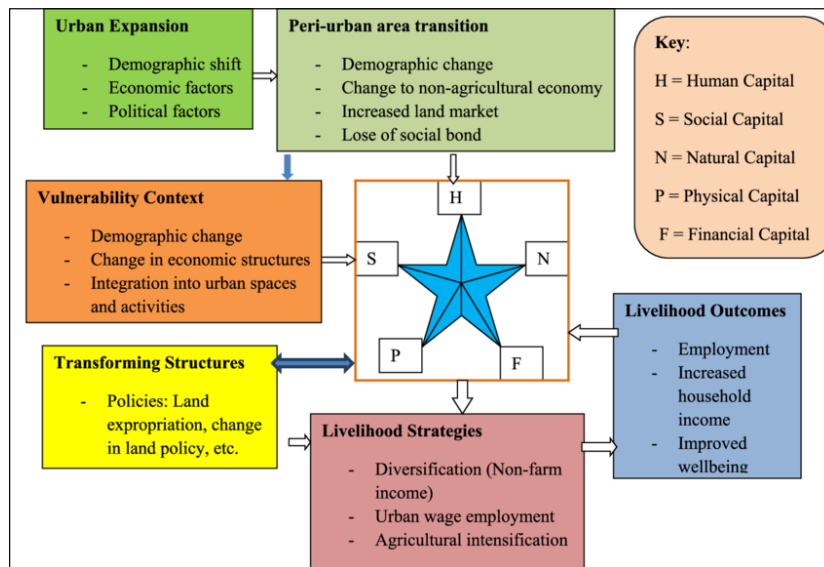 Urban Expansion
- Demographic shift
- Economic factors
- Political factors
Peri-urban area transition
- Demographic change
- Change to non-agricultural economy
- Increased land market
- Lose of social bond
Key:
H = Human Capital
S = Social Capital
N = Natural Capital
P = Physical Capital
F = Financial Capital
Vulnerability Context
- Demographic change
- Change in economic structures
- Integration into urban spaces
and activities
H
S
N
P
F
Livelihood Outcomes
- Employment
- Increased
household
income
- Improved
wellbeing
Transforming Structures
- Policies: Land
expropriation, change
in land policy, etc.
Livelihood Strategies
- Diversification (Non-farm
income)
- Urban wage employment
- Agricultural intensification